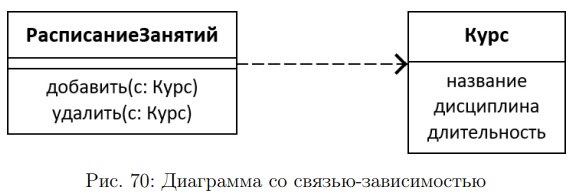 РасписаниеЗанятий
добавить(c: Курс)
удалить(c: Курс)
Курс
название
дисциплина
длительность
Рис. 70: Диаграмма со связью-зависимостью